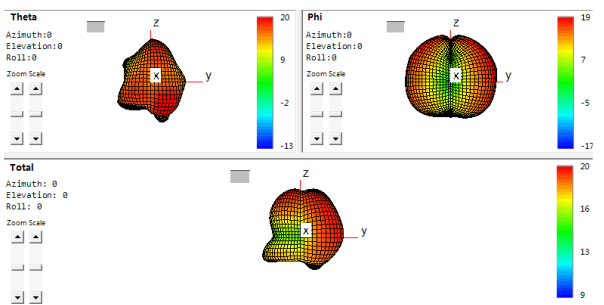 Theta
Azimuth:0
Elevation:0
Roll:0
Zoom Scale
z
x
y
20
9
-2
-13
Phi
Azimuth:0
Elevation:0
Roll:0
Zoom Scale
z
x
y
19
7
-5
-17
Total
Azimuth: 0
Elevation: 0
Roll: 0
Zoom Scale
z
x
y
20
16
13
9